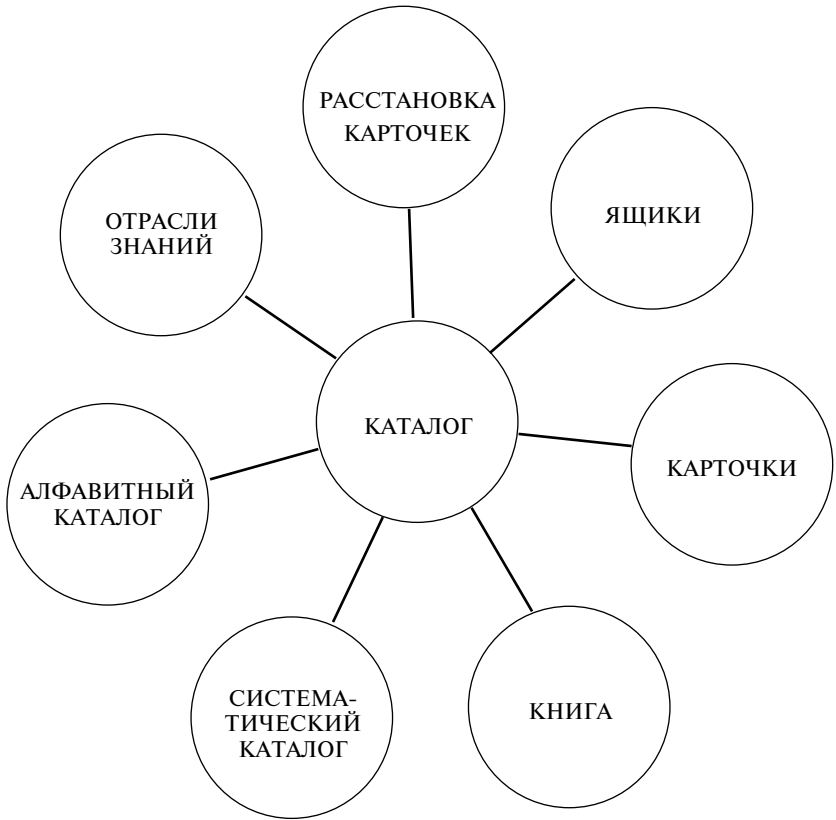 РАССТАНОВКА
КАРТОЧЕК
ЯЩИКИ
ОТРАСЛИ
ЗНАНИЙ
КАТАЛОГ
КАРТОЧКИ
АЛФАВИТНЫЙ
КАТАЛОГ
СИСТЕМА-
ТИЧЕСКИЙ
КАТАЛОГ
КНИГА